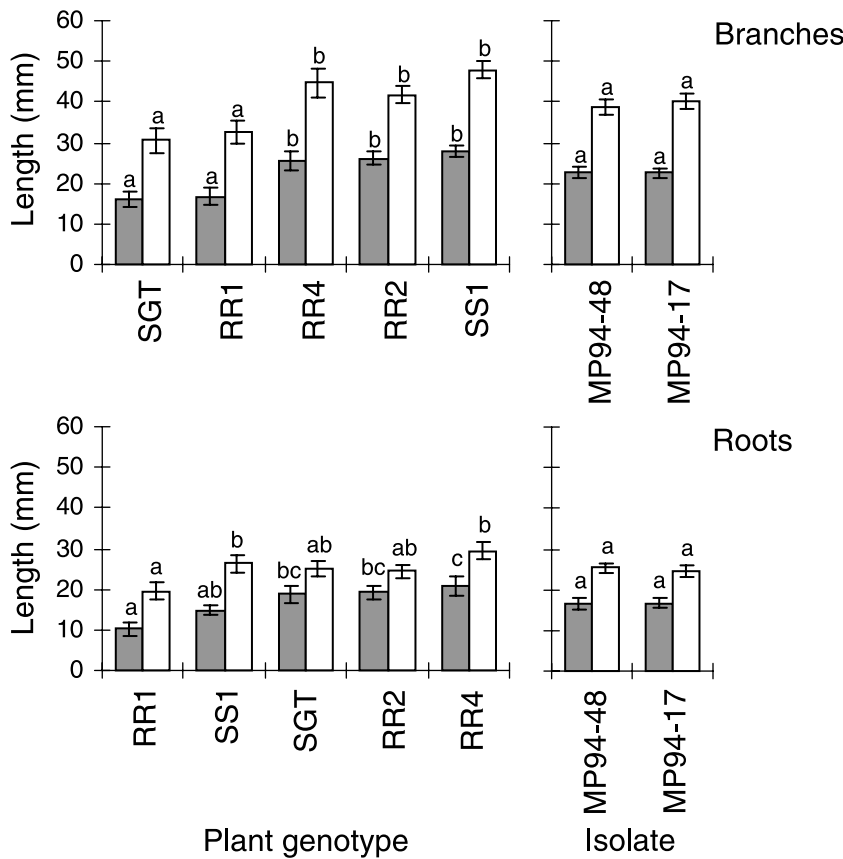 Branches
Length (mm)
60
50
40
30
20
10
0
a
a
a
a
b
b
b
b
b
b
a
a
a
a
SGT
RR1
RR4
RR2
SS1
MP94-48
MP94-17
Roots
Length (mm)
60
50
40
30
20
10
0
a
a
ab
b
bc
ab
bc
ab
c
b
a
a
a
a
RR1
SS1
SGT
RR2
RR4
MP94-48
MP94-17
Plant genotype
Isolate